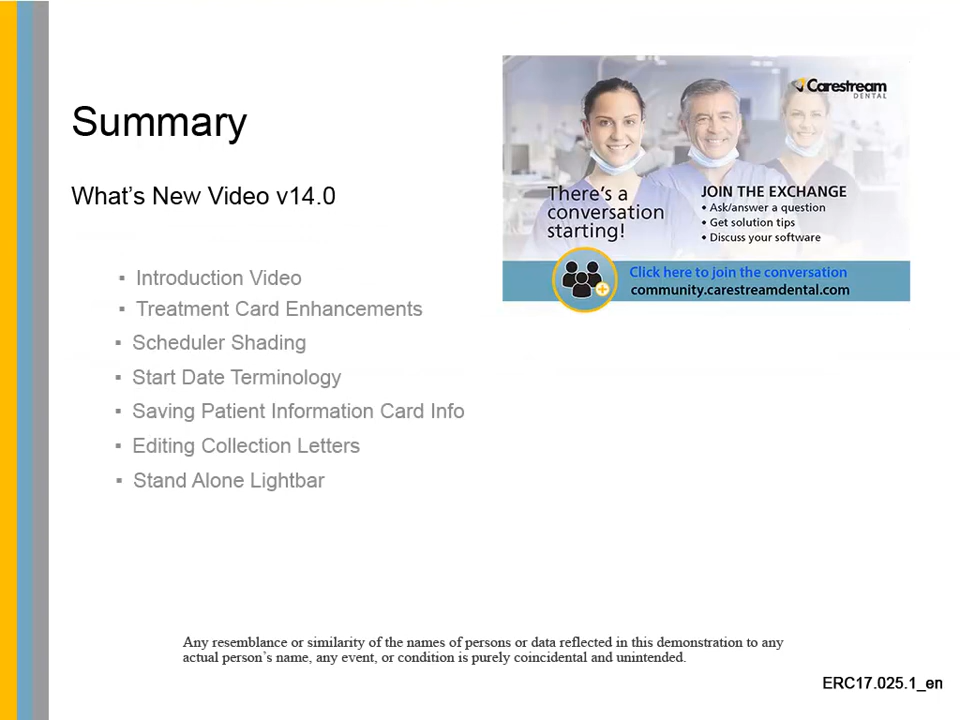 Summary
What's New Video v14.0
▪ Introduction Video
▪ Treatment Card Enhancements
▪ Scheduler Shading
▪ Start Date Terminology
▪ Saving Patient Information Card Info
▪ Editing Collection Letters
▪ Stand Alone Lightbar
Carestream
DENTAL
There's a
conversation
starting!
JOIN THE EXCHANGE
• Ask/answer a question
• Get solution tips
• Discuss your software
Click here to join the conversation
community.carestreamdental.com
Any resemblance or similarity of the names of persons or data reflected in this demonstration to any
actual person's name, any event, or condition is purely coincidental and unintended.
ERC17.025.1_en